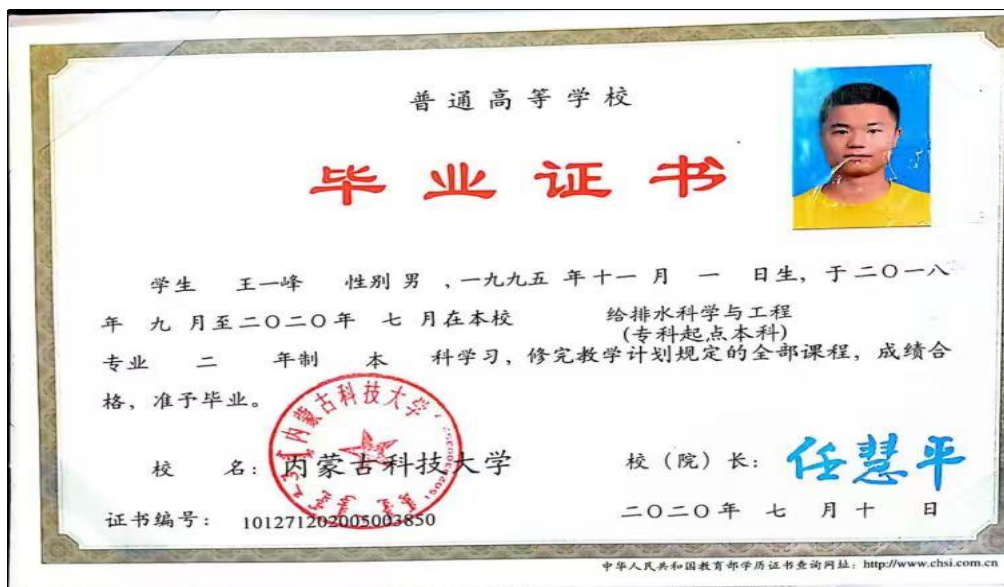 普通高等学校
毕业证书
学生 王一峰 性别 男 ，一九九五 年十一 月 一 日生，于二〇一八
年 九 月至二〇二〇年 七 月在本校 给排水科学与工程
(专科起点本科)
专业 二 年制 本 科学习，修完教学计划规定的全部课程，成绩合
格，准予毕业。
内蒙古科技大学
校 名：内蒙古科技大学 校（院）长：任慧平
证书编号： 101271202005003850 二〇二〇年 七 月十 日
中华人民共和国教育部学历证书查询网址：http://www.chsi.com.cn